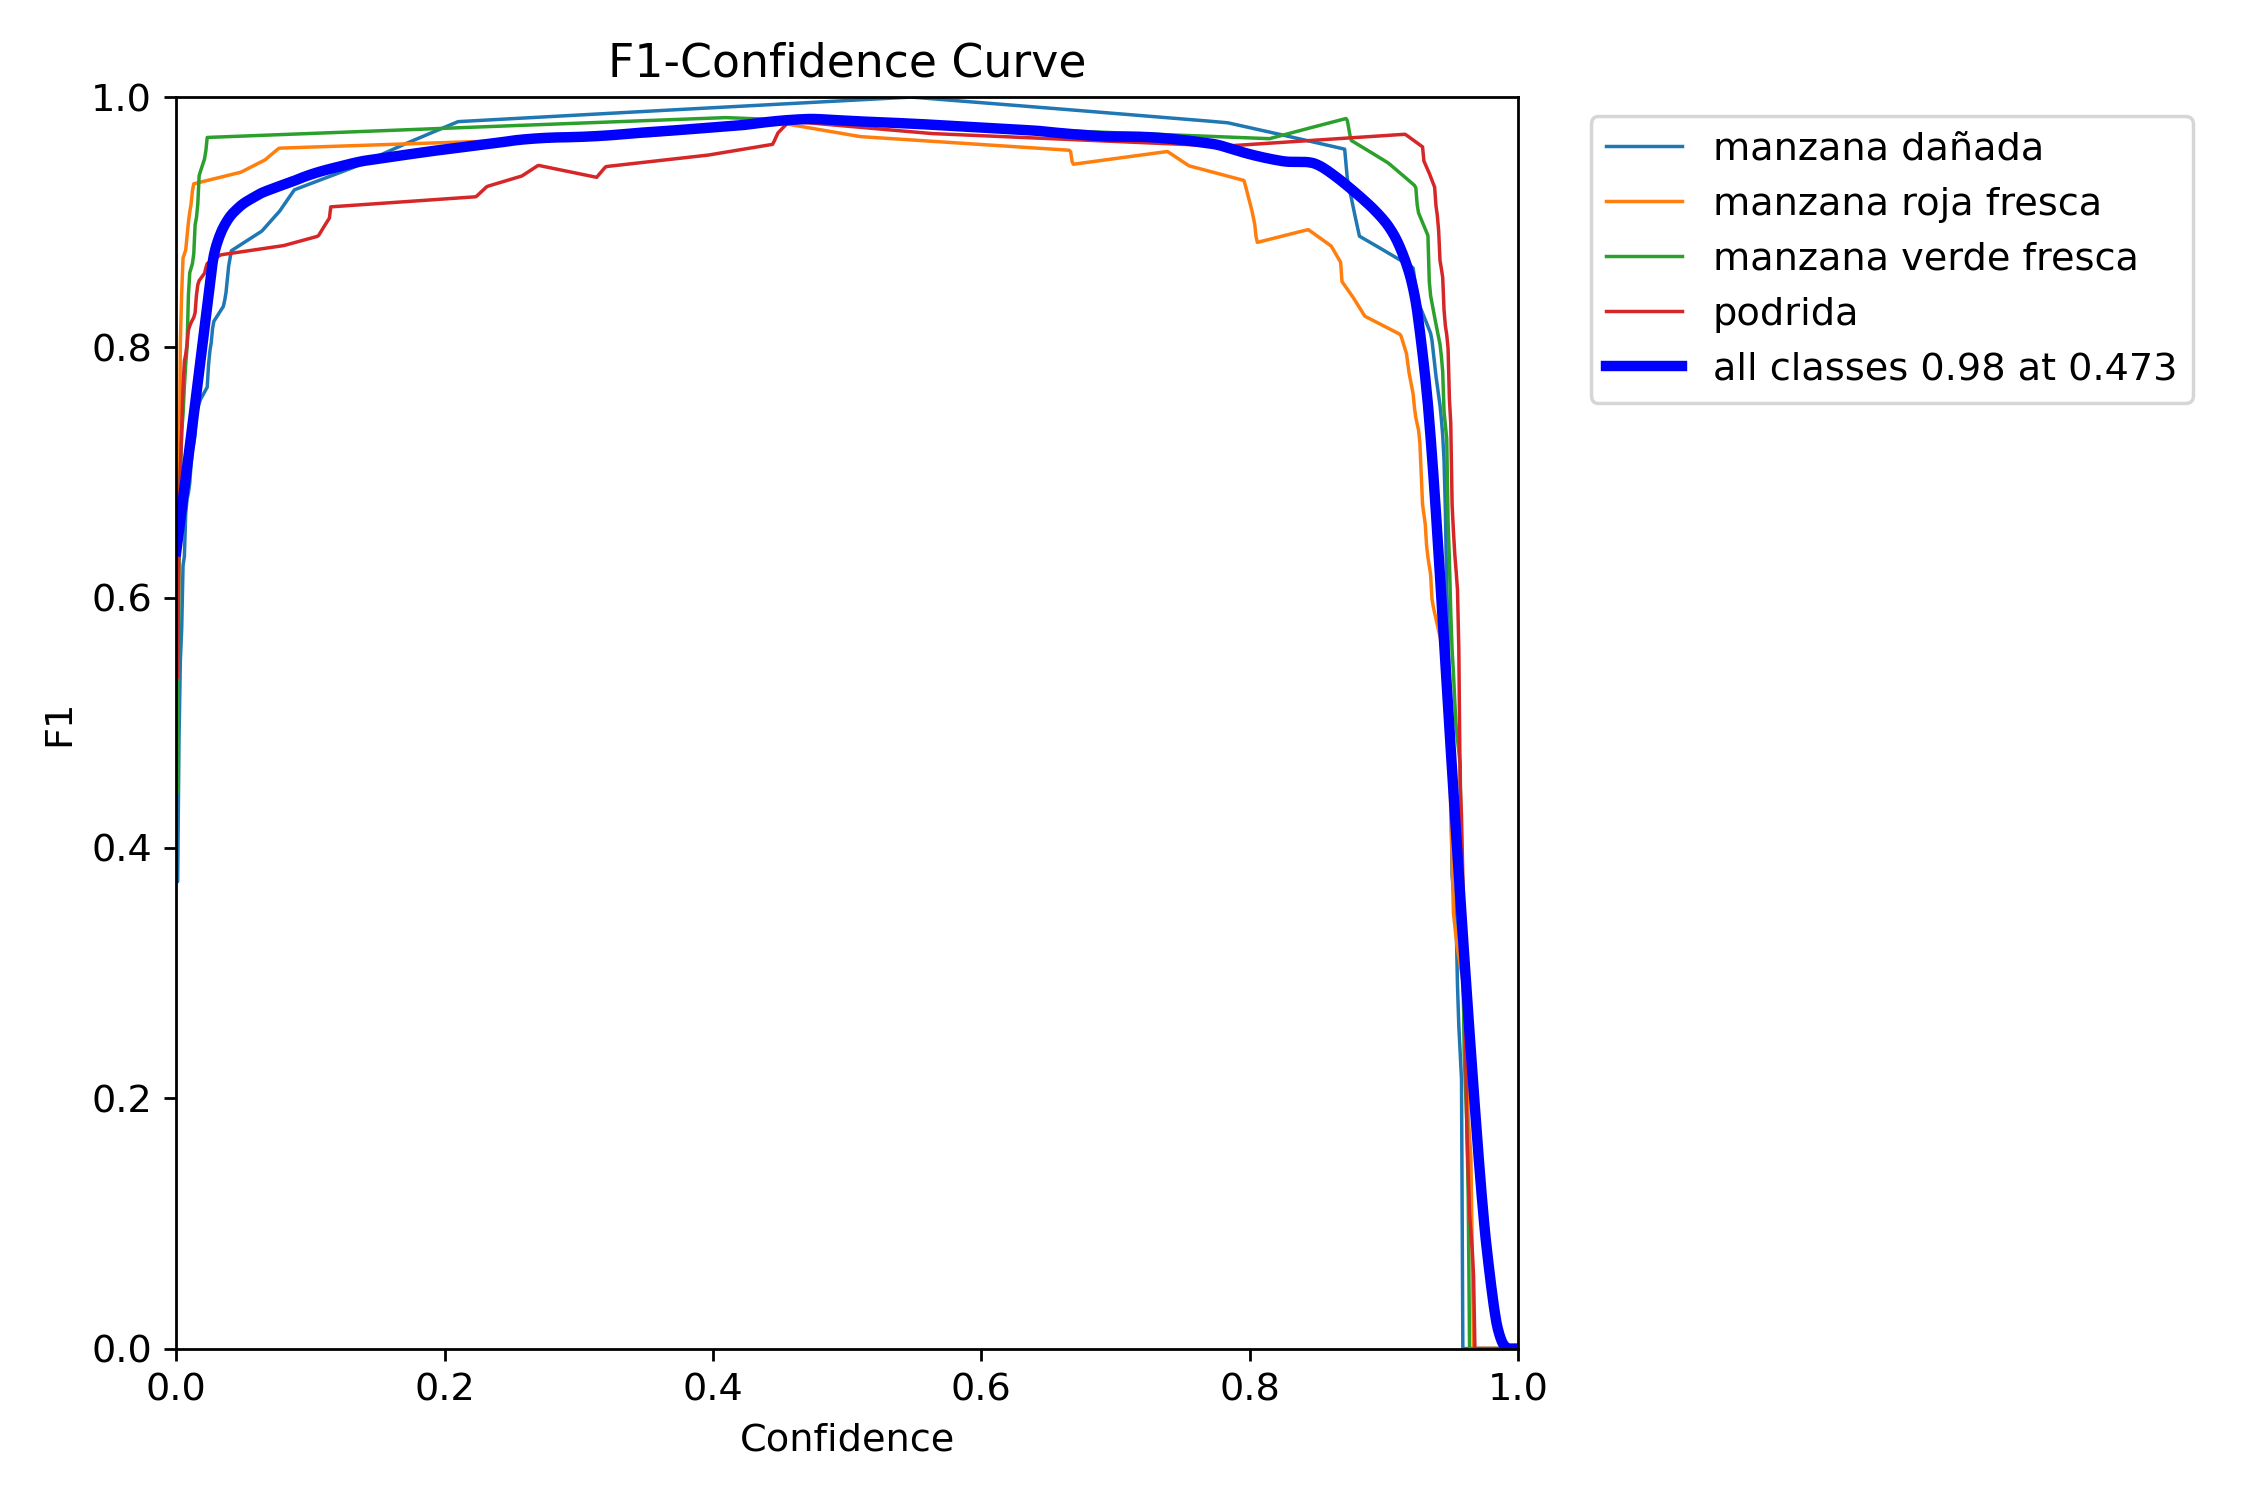 F1-Confidence Curve
1.0
0.8
0.6
0.4
0.2
0.0
F1
0.0 0.2 0.4 0.6 0.8 1.0
Confidence
manzana dañada
manzana roja fresca
manzana verde fresca
podrida
all classes 0.98 at 0.473